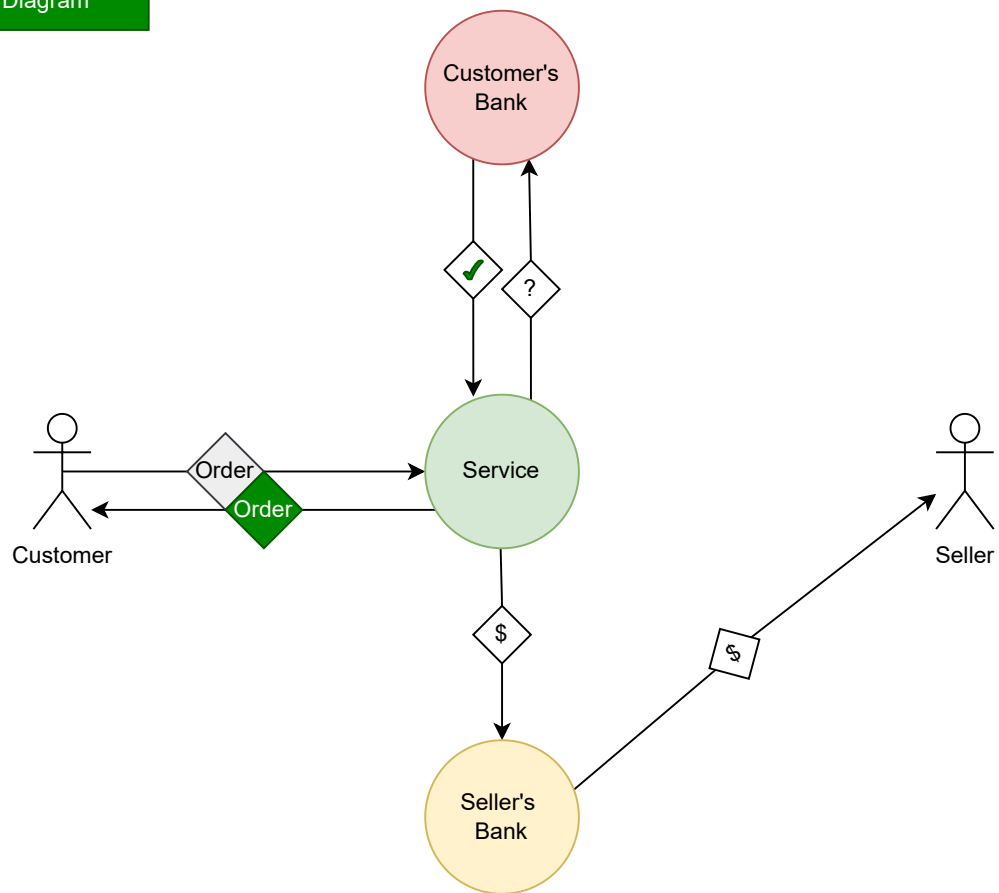 Diagram
Customer's
Bank
✔
?
Order
Order
Service
Customer
Seller
$
$
Seller's
Bank